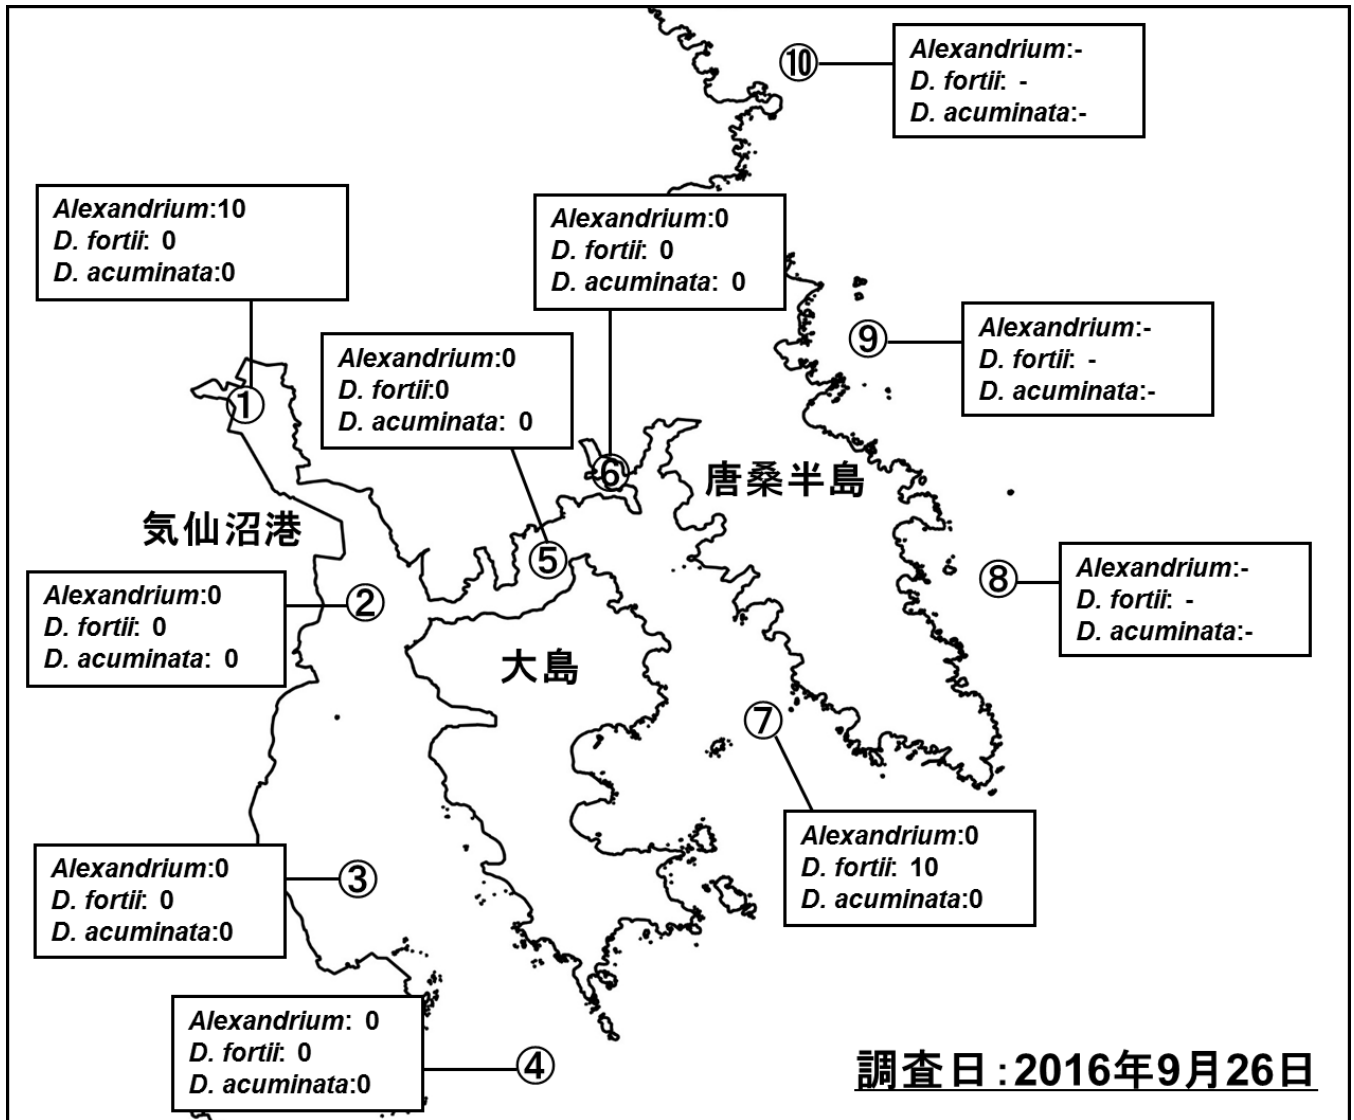 ⑩
Alexandrium:-
D. fortii: -
D. acuminata:-
Alexandrium:10
D. fortii: 0
D. acuminata:0
①
Alexandrium:0
D. fortii: 0
D. acuminata: 0
⑥
Alexandrium:-
D. fortii: -
D. acuminata:-
⑨
Alexandrium:0
D. fortii:0
D. acuminata: 0
⑤
唐桑半島
気仙沼港
Alexandrium:0
D. fortii: 0
D. acuminata: 0
②
⑧
Alexandrium:-
D. fortii: -
D. acuminata:-
大島
⑦
Alexandrium:0
D. fortii: 10
D. acuminata:0
Alexandrium:0
D. fortii: 0
D. acuminata:0
③
Alexandrium: 0
D. fortii: 0
D. acuminata:0
④
調査日:2016年9月26日